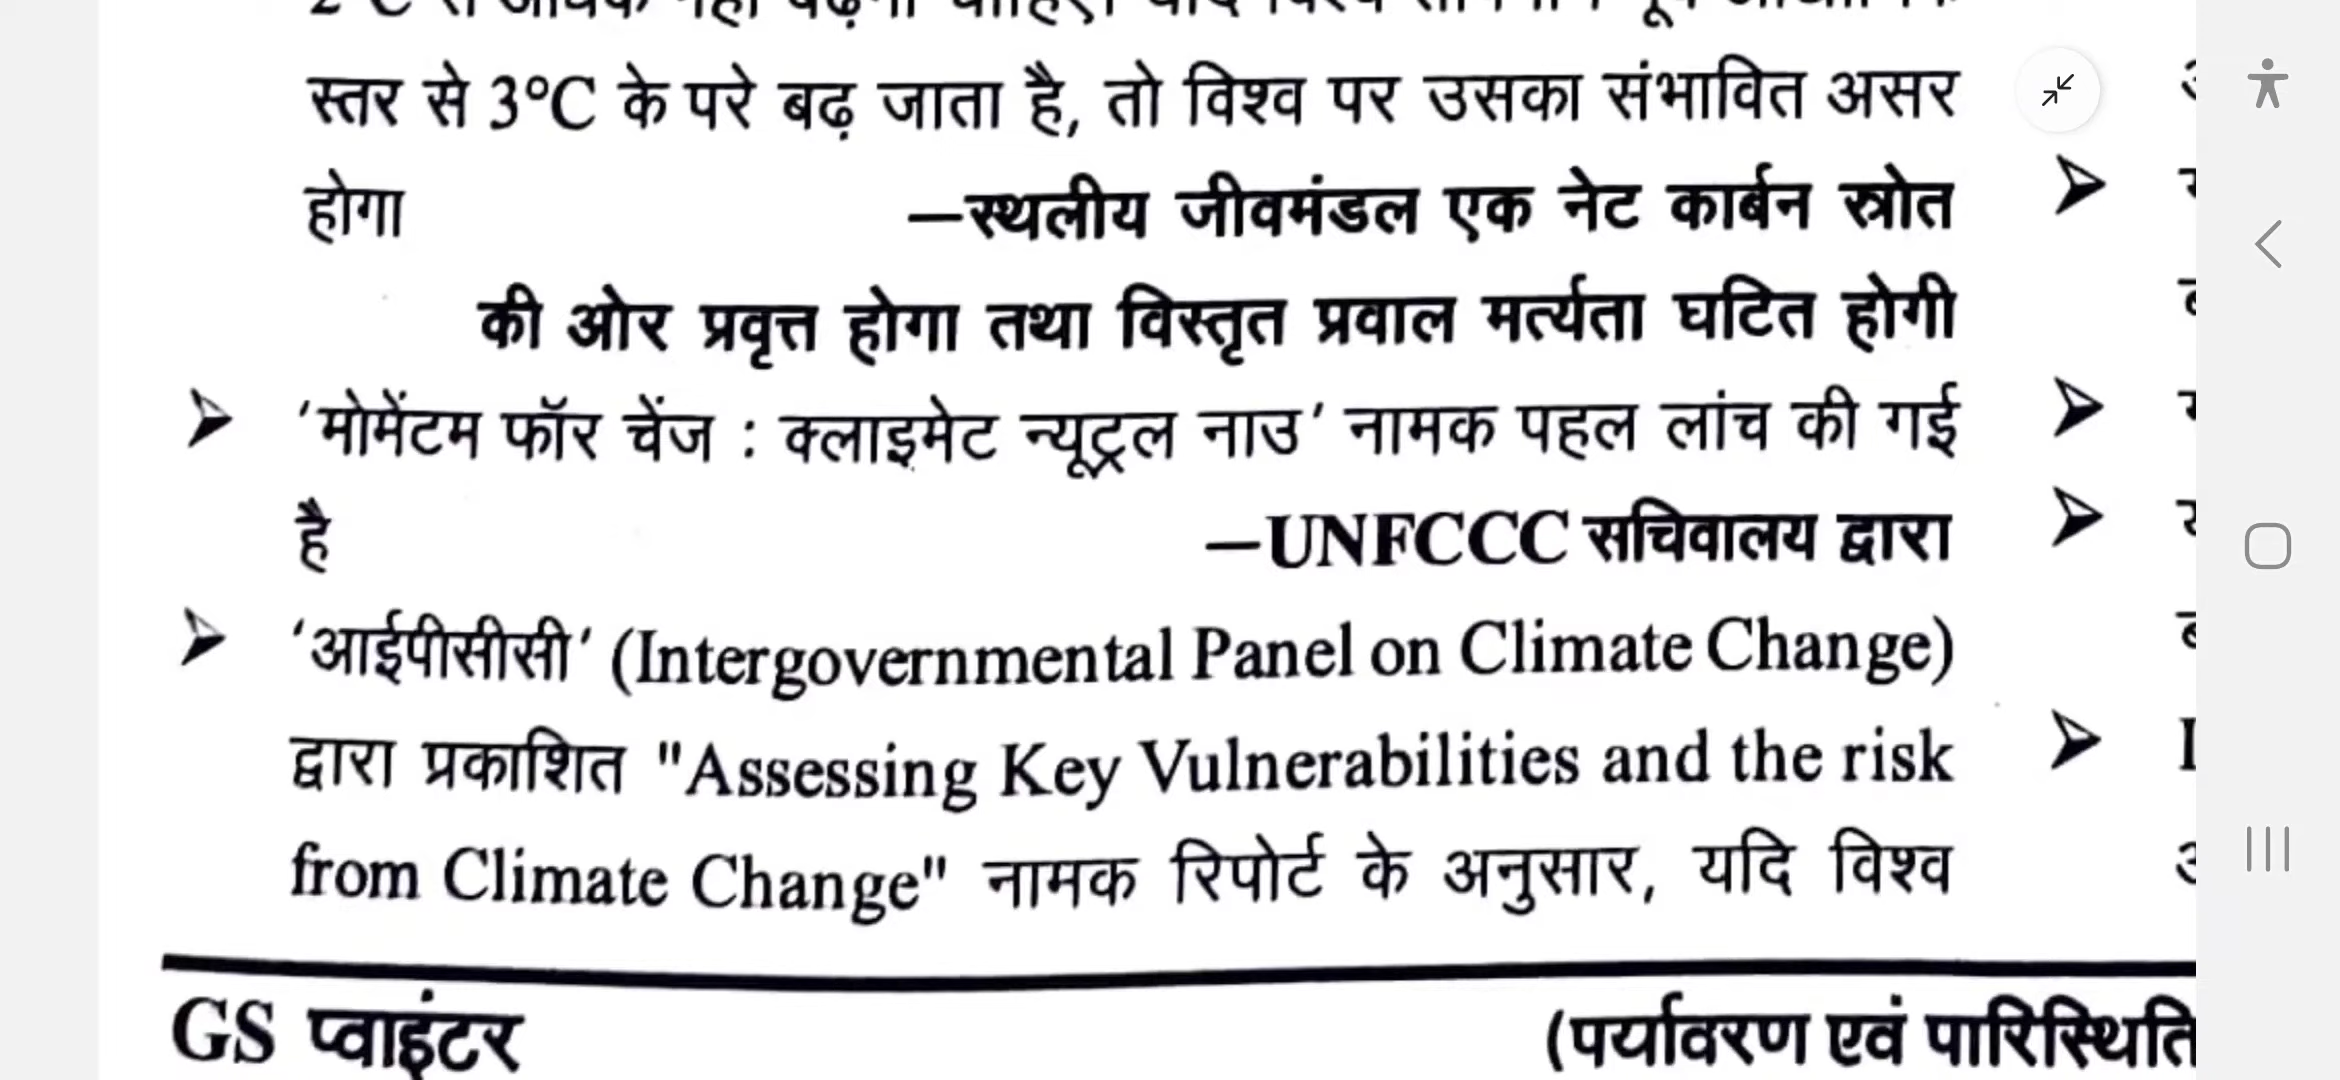 स्तर से 3°C के परे बढ़ जाता है, तो विश्व पर उसका संभावित असर
होगा —स्थलीय जीवमंडल एक नेट कार्बन स्रोत
की ओर प्रवृत्त होगा तथा विस्तृत प्रवाल मर्त्यता घटित होगी
➢ ‘मोमेंटम फॉर चेंज : क्लाइमेट न्यूट्रल नाउ’ नामक पहल लांच की गई
है —UNFCCC सचिवालय द्वारा
➢ ‘आईपीसीसी’ (Intergovernmental Panel on Climate Change)
द्वारा प्रकाशित "Assessing Key Vulnerabilities and the risk
from Climate Change" नामक रिपोर्ट के अनुसार, यदि विश्व
GS प्वाइंटर
(पर्यावरण एवं पारिस्थिति